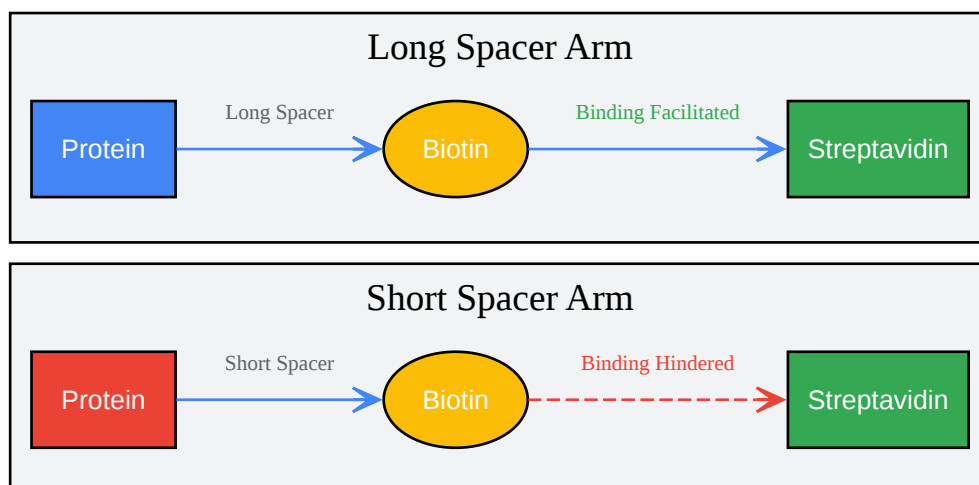 Long Spacer Arm
Protein
Long Spacer
Biotin
Binding Facilitated
Streptavidin
Short Spacer Arm
Protein
Short Spacer
Biotin
Binding Hindered
Streptavidin